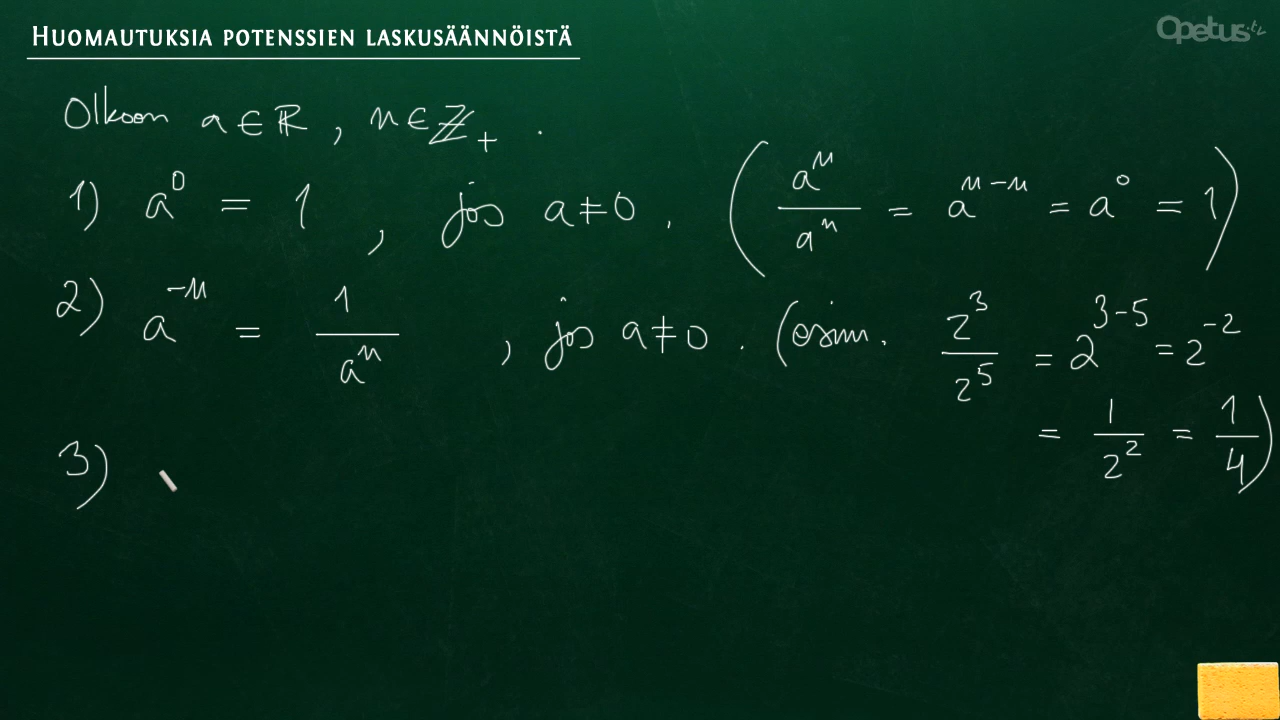 HUOMAUTUKSIA POTENSSIEN LASKUSÄÄNNÖISTÄ
Opetus.tv
Olkoon a ∈ ℝ, n ∈ ℤ₊.
1) a⁰ = 1, jos a ≠ 0. (aⁿ/aⁿ = aⁿ⁻ⁿ = a⁰ = 1)
2) a⁻ⁿ = 1/aⁿ, jos a ≠ 0. (esim. 2³/2⁵ = 2³⁻⁵ = 2⁻²
= 1/2² = 1/4)
3)